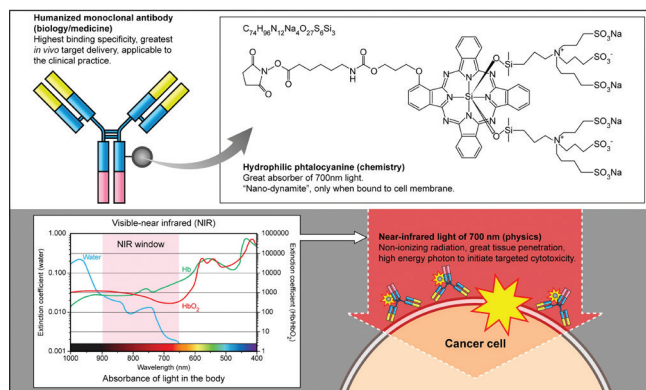 Humanized monoclonal antibody
(biology/medicine)
Highest binding specificity, greatest
in vivo target delivery, applicable to
the clinical practice.
C74H96N12Na4O27S6Si3
N
O
O
O
O
H
N
O
O
O
N
N
N
N
N
N
N
N
Si
O
O
Si
Si
N+
N+
SO3Na
SO3-
SO3Na
SO3Na
SO3-
SO3Na
Hydrophilic phtalocyanine (chemistry)
Great absorber of 700nm light.
"Nano-dynamite", only when bound to cell membrane.
Visible-near infrared (NIR)
NIR window
Water
Hb
HbO2
Extinction coefficient (water)
1.000
0.100
0.010
0.001
1000000
100000
10000
1000
100
10
1
Extinction coefficient (Hb/HbO2)
1000 900 800 700 600 500 400
Wavelength (nm)
Absorbance of light in the body
Near-infrared light of 700 nm (physics)
Non-ionizing radiation, great tissue penetration,
high energy photon to initiate targeted cytotoxicity.
Cancer cell